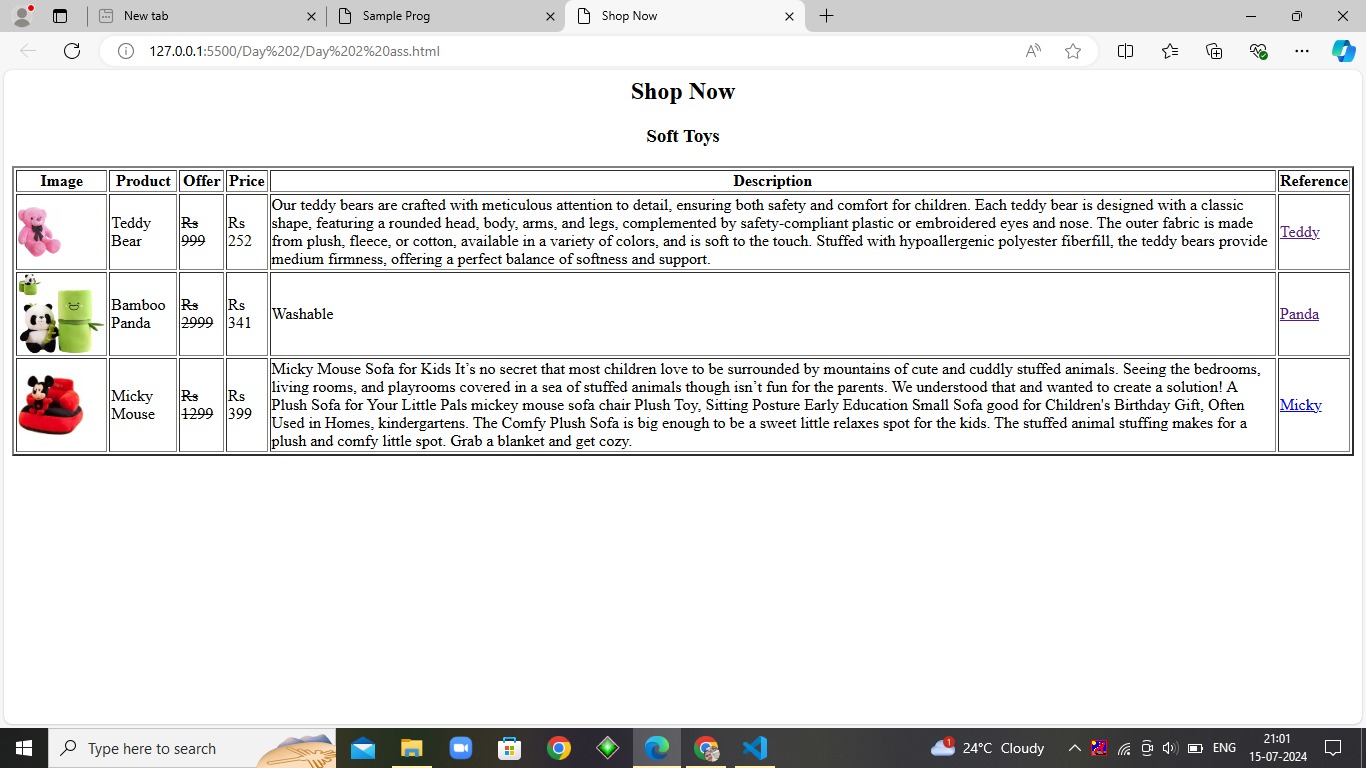 New tab
Sample Prog
Shop Now
127.0.0.1:5500/Day%202/Day%202%20ass.html
Shop Now
Soft Toys
Image Product Offer Price Description Reference
Teddy
Bear
Rs
999
Rs
252
Our teddy bears are crafted with meticulous attention to detail, ensuring both safety and comfort for children. Each teddy bear is designed with a classic
shape, featuring a rounded head, body, arms, and legs, complemented by safety-compliant plastic or embroidered eyes and nose. The outer fabric is made
from plush, fleece, or cotton, available in a variety of colors, and is soft to the touch. Stuffed with hypoallergenic polyester fiberfill, the teddy bears provide
medium firmness, offering a perfect balance of softness and support.
Teddy
Bamboo
Panda
Rs
2999
Rs
341
Washable
Panda
Micky
Mouse
Rs
1299
Rs
399
Micky Mouse Sofa for Kids It’s no secret that most children love to be surrounded by mountains of cute and cuddly stuffed animals. Seeing the bedrooms,
living rooms, and playrooms covered in a sea of stuffed animals though isn’t fun for the parents. We understood that and wanted to create a solution! A
Plush Sofa for Your Little Pals mickey mouse sofa chair Plush Toy, Sitting Posture Early Education Small Sofa good for Children's Birthday Gift, Often
Used in Homes, kindergartens. The Comfy Plush Sofa is big enough to be a sweet little relaxes spot for the kids. The stuffed animal stuffing makes for a
plush and comfy little spot. Grab a blanket and get cozy.
Micky
Type here to search
1
24°C Cloudy
ENG
21:01
15-07-2024